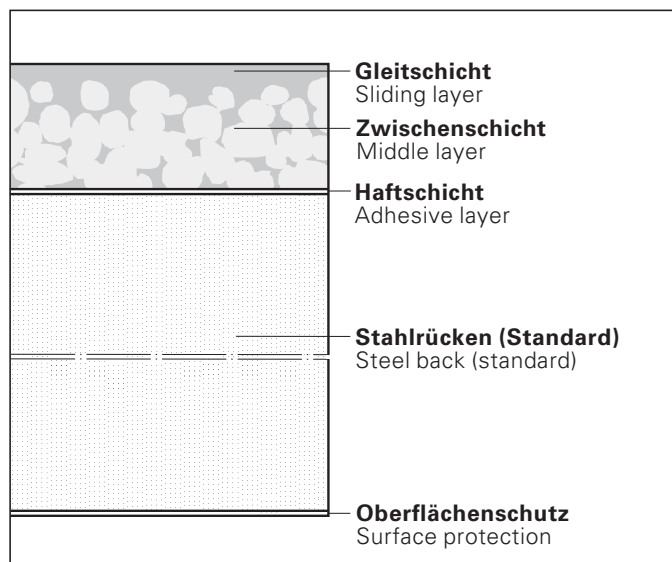 Gleitschicht
Sliding layer
Zwischenschicht
Middle layer
Haftschicht
Adhesive layer
Stahlrücken (Standard)
Steel back (standard)
Oberflächenschutz
Surface protection